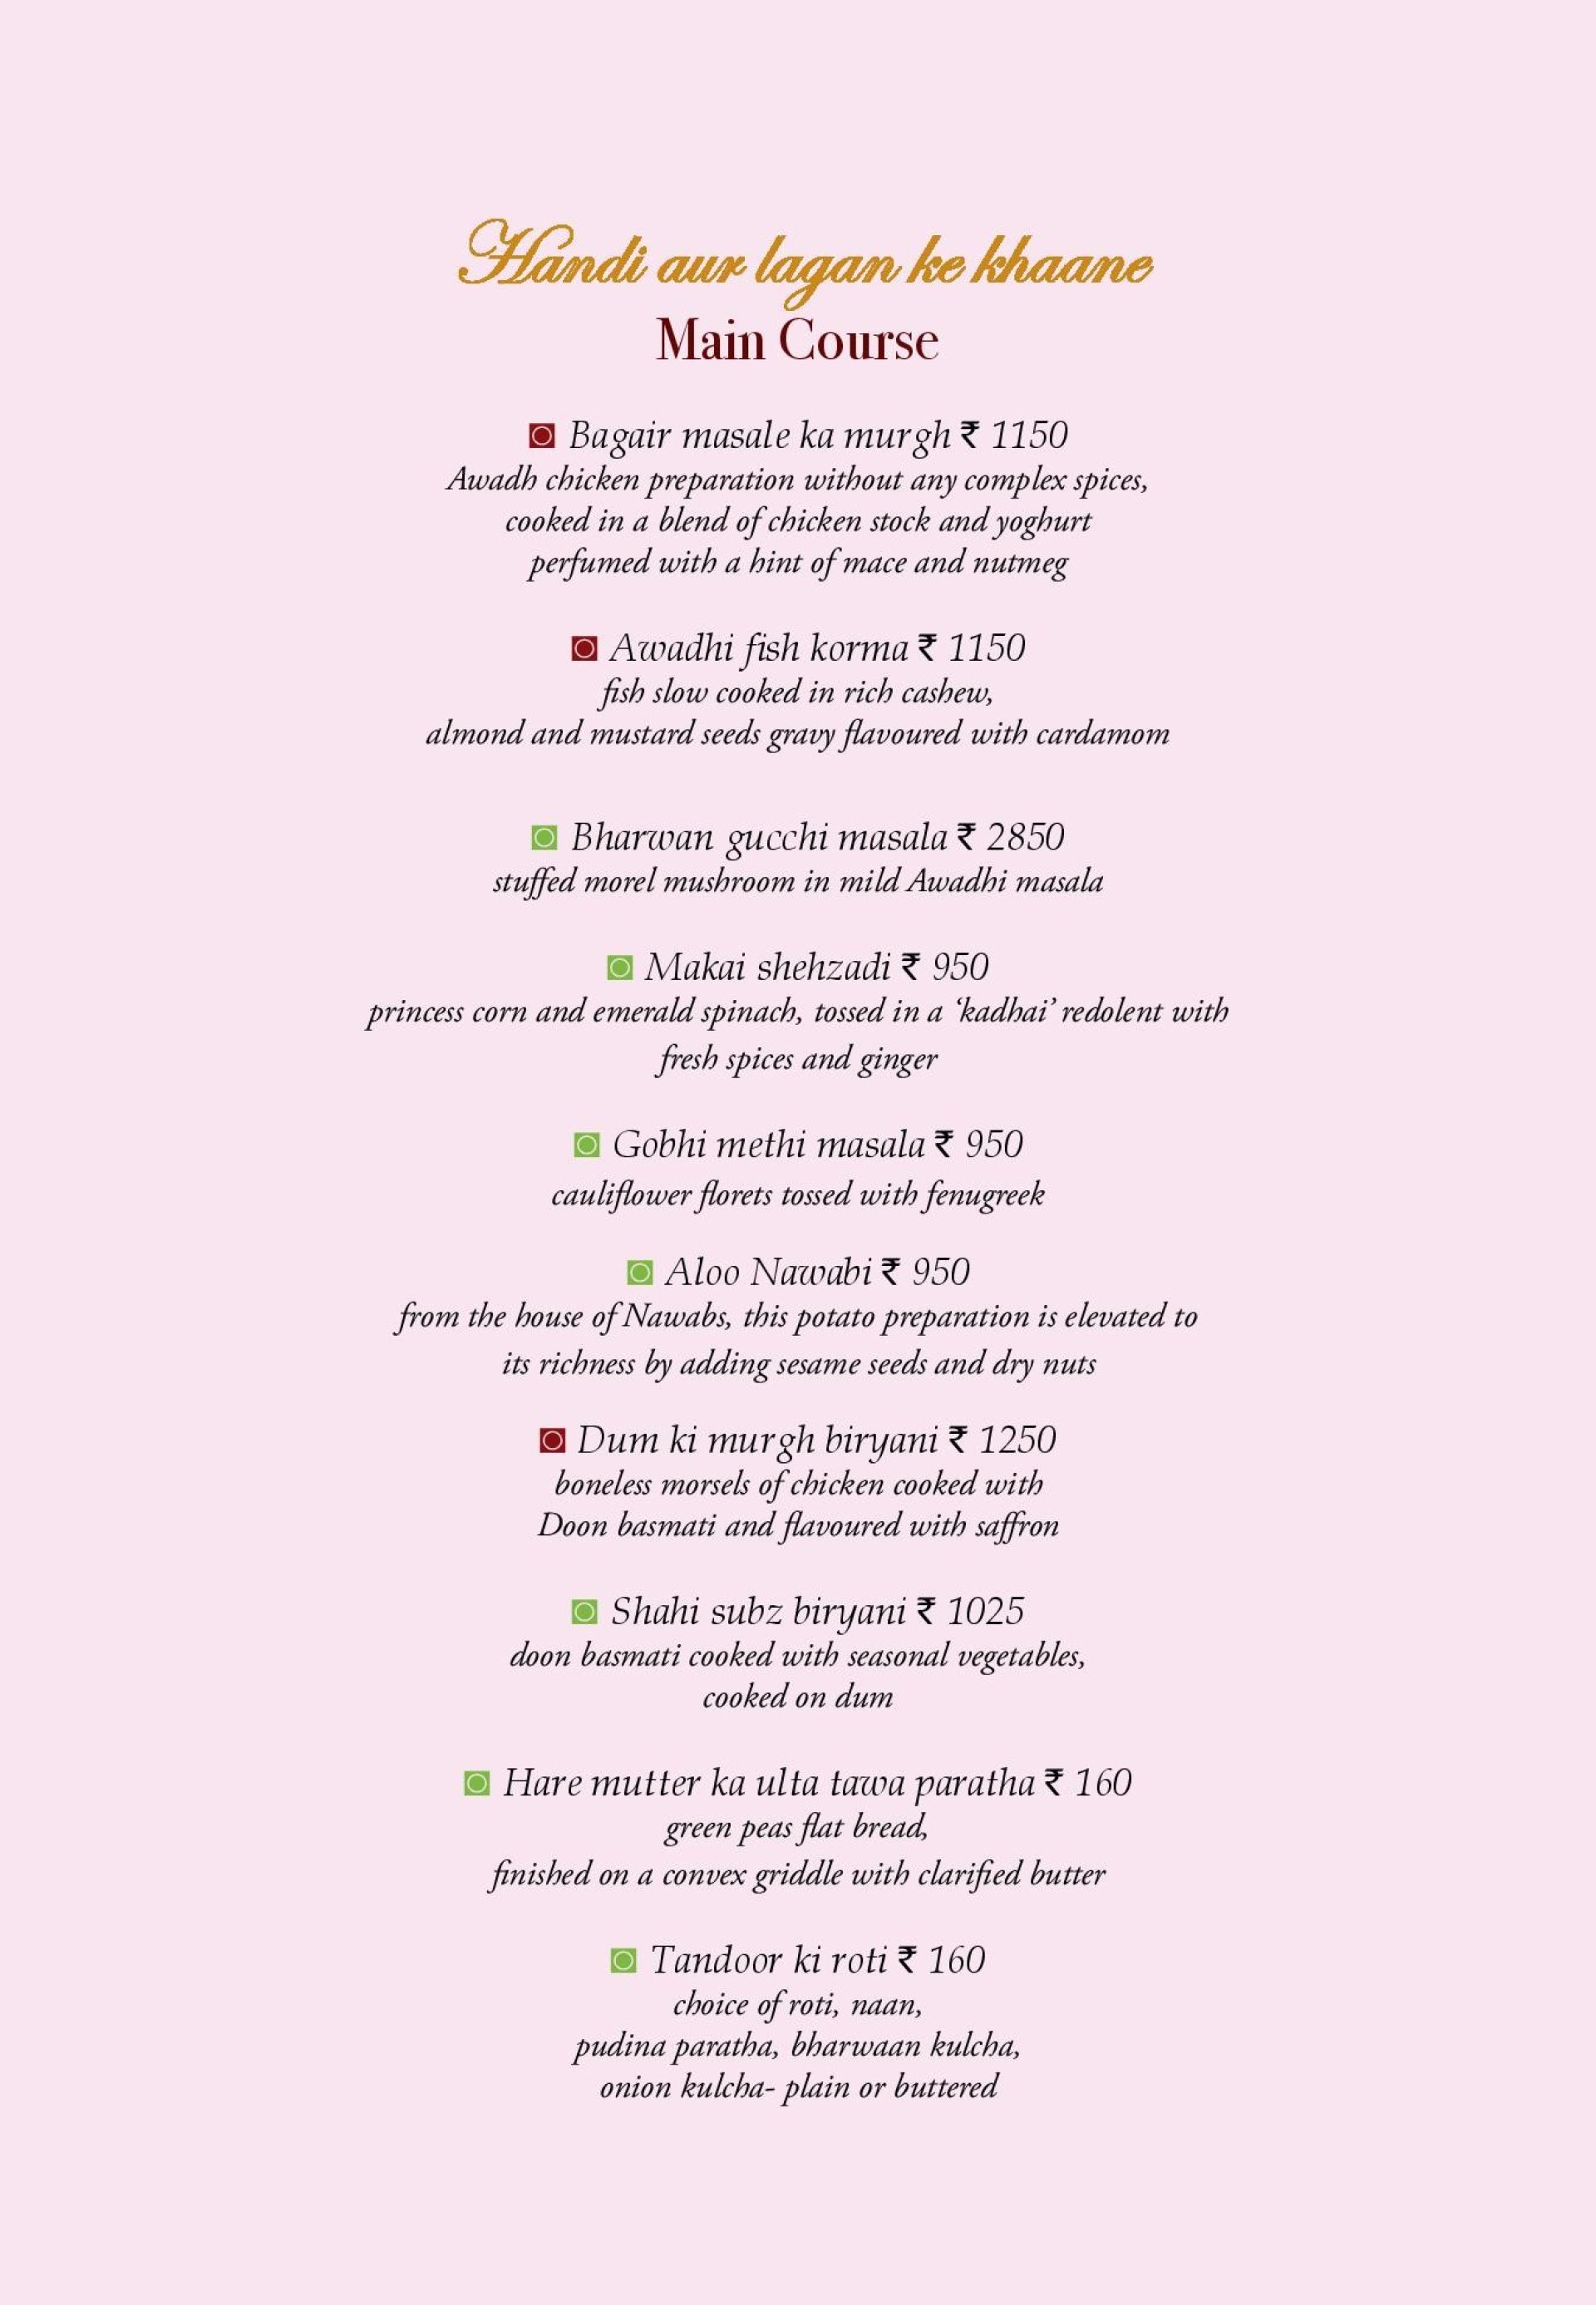 Handi aur lagan ke khaane
Main Course
Bagair masale ka murgh ₹ 1150
Awadh chicken preparation without any complex spices,
cooked in a blend of chicken stock and yoghurt
perfumed with a hint of mace and nutmeg
Awadhi fish korma ₹ 1150
fish slow cooked in rich cashew,
almond and mustard seeds gravy flavoured with cardamom
Bharwan gucchi masala ₹ 2850
stuffed morel mushroom in mild Awadhi masala
Makai shehzadi ₹ 950
princess corn and emerald spinach, tossed in a ‘kadhai’ redolent with
fresh spices and ginger
Gobhi methi masala ₹ 950
cauliflower florets tossed with fenugreek
Aloo Nawabi ₹ 950
from the house of Nawabs, this potato preparation is elevated to
its richness by adding sesame seeds and dry nuts
Dum ki murgh biryani ₹ 1250
boneless morsels of chicken cooked with
Doon basmati and flavoured with saffron
Shahi subz biryani ₹ 1025
doon basmati cooked with seasonal vegetables,
cooked on dum
Hare mutter ka ulta tawa paratha ₹ 160
green peas flat bread,
finished on a convex griddle with clarified butter
Tandoor ki roti ₹ 160
choice of roti, naan,
pudina paratha, bharwaan kulcha,
onion kulcha- plain or buttered